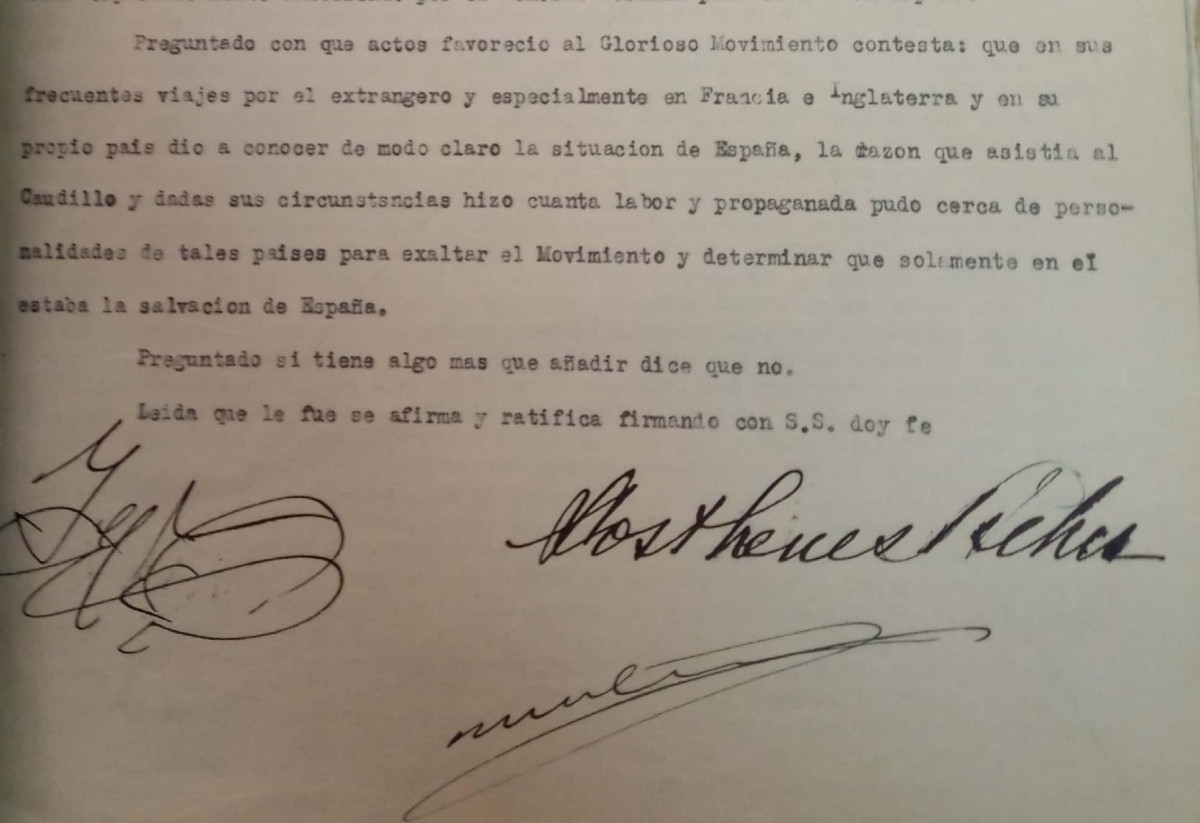 Preguntado con que actos favorecio al Glorioso Movimiento contesta: que en sus
frecuentes viajes por el extrangero y especialmente en Francia e Inglaterra y en su
propio pais dio a conocer de modo claro la situacion de España, la razon que asistia al
Caudillo y dadas sus circunstsncias hizo cuanta labor y propaganada pudo cerca de perso-
nalidades de tales paises para exaltar el Movimiento y determinar que solamente en el
estaba la salvacion de España.
Preguntado si tiene algo mas que añadir dice que no.
Leida que le fue se afirma y ratifica firmando con S.S. doy fe